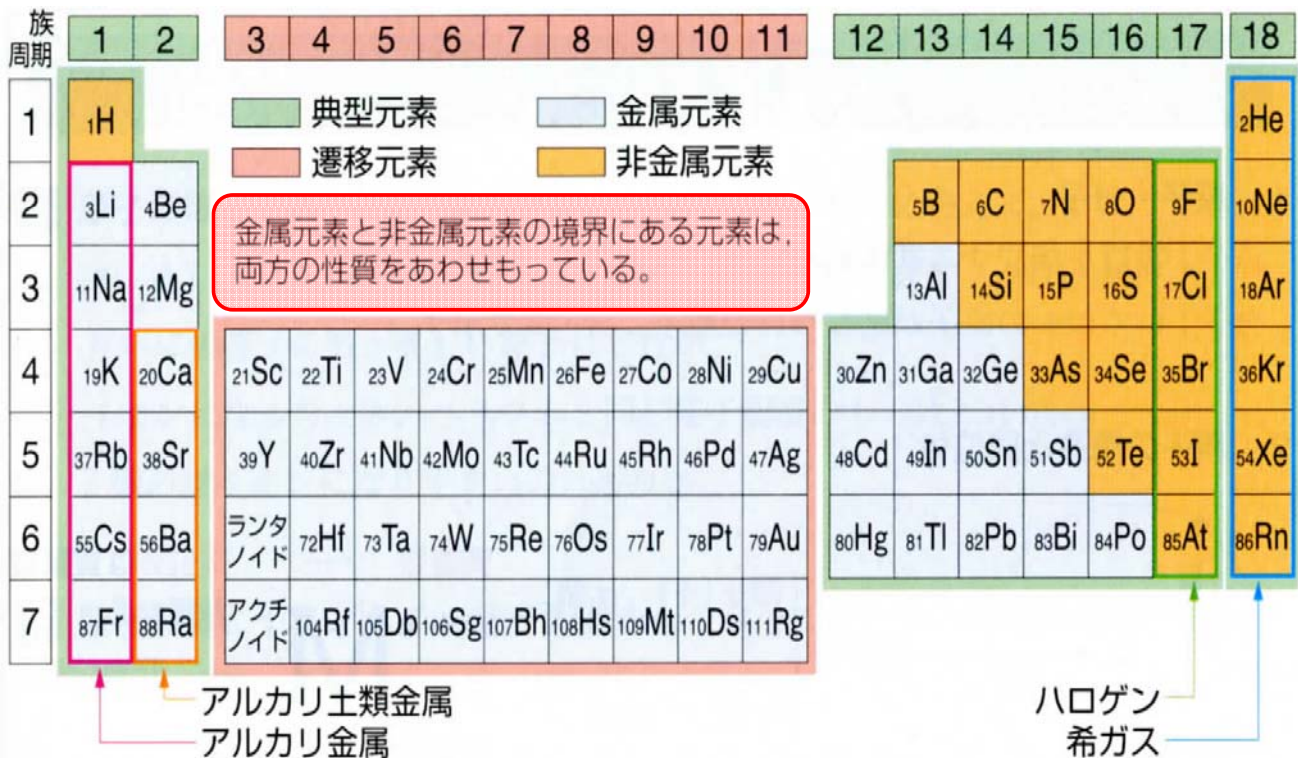 族
周期
1 2 3 4 5 6 7 8 9 10 11 12 13 14 15 16 17 18
1 1H 2He
典型元素 金属元素
遷移元素 非金属元素
2 3Li 4Be 5B 6C 7N 8O 9F 10Ne
金属元素と非金属元素の境界にある元素は,
両方の性質をあわせもっている。
3 11Na 12Mg 13Al 14Si 15P 16S 17Cl 18Ar
4 19K 20Ca 21Sc 22Ti 23V 24Cr 25Mn 26Fe 27Co 28Ni 29Cu 30Zn 31Ga 32Ge 33As 34Se 35Br 36Kr
5 37Rb 38Sr 39Y 40Zr 41Nb 42Mo 43Tc 44Ru 45Rh 46Pd 47Ag 48Cd 49In 50Sn 51Sb 52Te 53I 54Xe
6 55Cs 56Ba ランタノイド 72Hf 73Ta 74W 75Re 76Os 77Ir 78Pt 79Au 80Hg 81Tl 82Pb 83Bi 84Po 85At 86Rn
7 87Fr 88Ra アクチノイド 104Rf 105Db 106Sg 107Bh 108Hs 109Mt 110Ds 111Rg
アルカリ土類金属 ハロゲン
アルカリ金属 希ガス